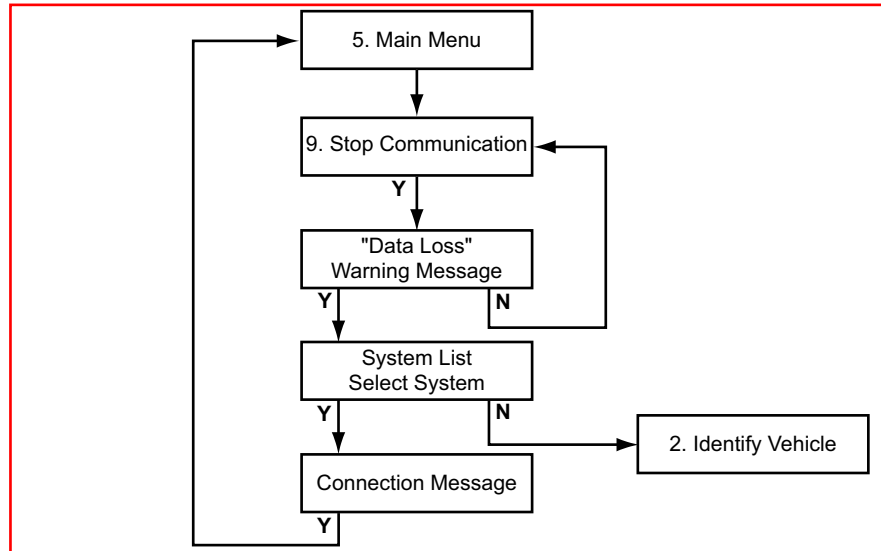 5. Main Menu
9. Stop Communication
Y
"Data Loss"
Warning Message
Y
N
System List
Select System
Y
N
2. Identify Vehicle
Connection Message
Y